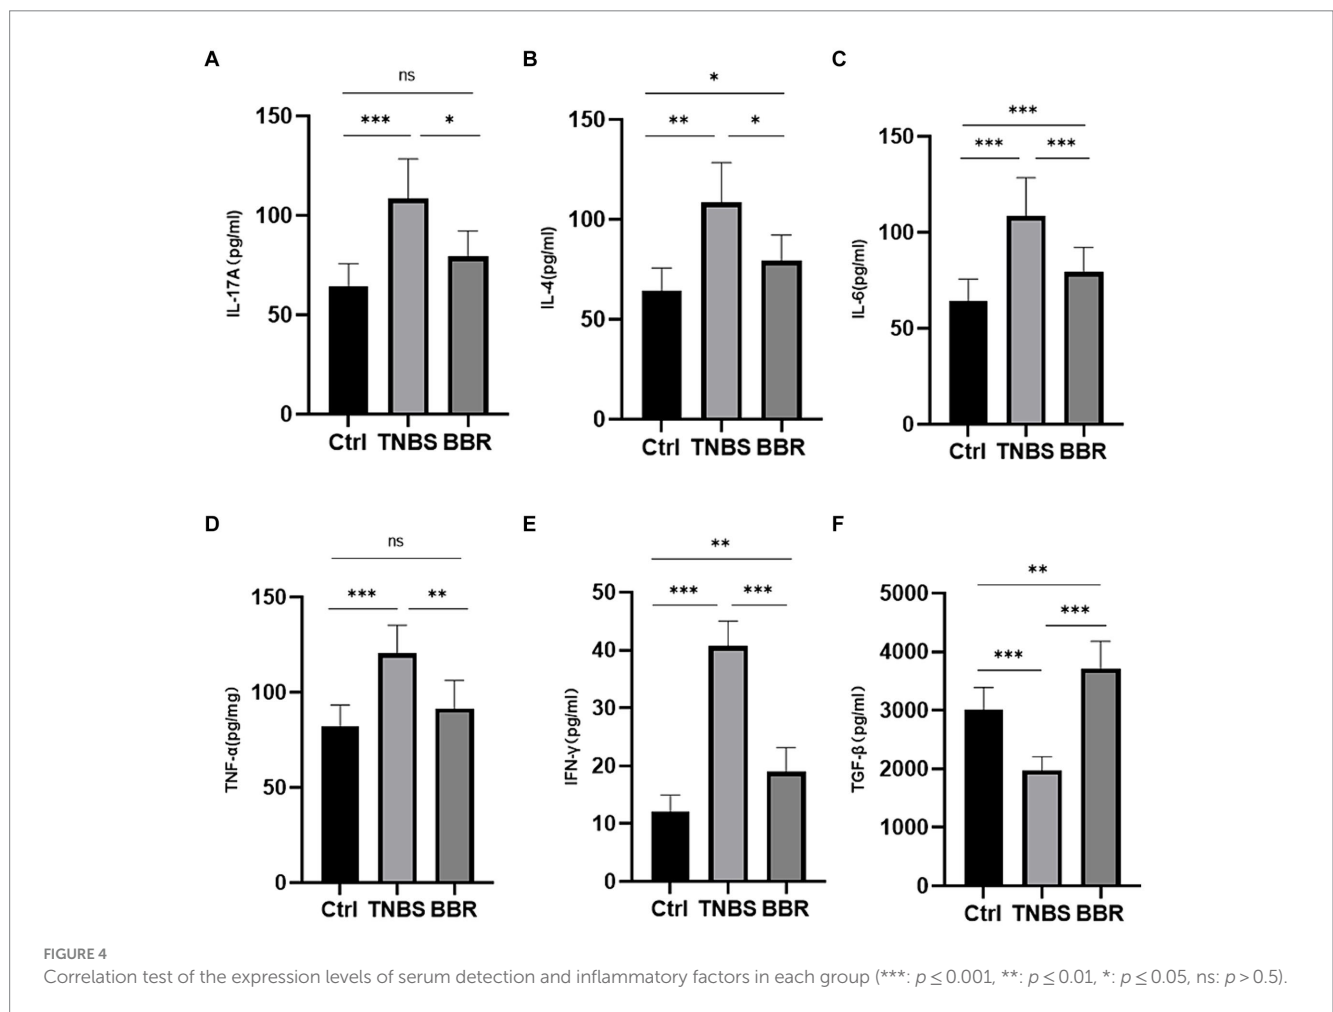 A
ns
***
*
150
100
50
0
IL-17A (pg/ml)
Ctrl TNBS BBR
B
*
**
*
150
100
50
0
IL-4(pg/ml)
Ctrl TNBS BBR
C
***
***
***
150
100
50
0
IL-6(pg/ml)
Ctrl TNBS BBR
D
ns
***
**
150
100
50
0
TNF-α(pg/mg)
Ctrl TNBS BBR
E
**
***
***
50
40
30
20
10
0
IFN-γ(pg/ml)
Ctrl TNBS BBR
F
**
***
***
5000
4000
3000
2000
1000
0
TGF-β(pg/ml)
Ctrl TNBS BBR
FIGURE 4
Correlation test of the expression levels of serum detection and inflammatory factors in each group (***: p ≤ 0.001, **: p ≤ 0.01, *: p ≤ 0.05, ns: p > 0.5).